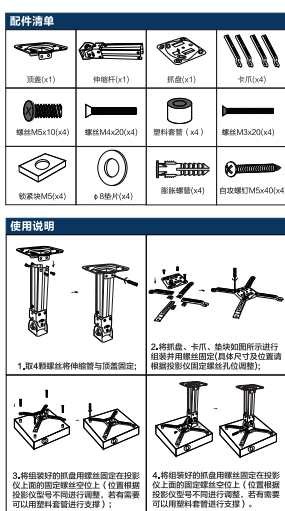 配件清单
顶盖(x1)
伸缩杆(x1)
抓盘(x1)
卡爪(x4)
螺丝M5x10(x4)
螺丝M4x20(x4)
塑料套管（x4）
螺丝M3x20(x4)
锁紧块M5(x4)
φ8垫片(x4)
膨胀螺管(x4)
自攻螺钉M5x40(x4
使用说明
1.取4颗螺丝将伸缩管与顶盖固定;
2.将抓盘、卡爪、垫块如图所示进行
组装并用螺丝固定(具体尺寸及位置请
根据投影仪固定螺丝孔位调整);
3.将组装好的抓盘用螺丝固定在投影
仪上面的固定螺丝空位上（位置根据
投影仪型号不同进行调整，若有需要
可以用塑料套管进行支撑）;
4.将组装好的抓盘用螺丝固定在投影
仪上面的固定螺丝空位上（位置根据
投影仪型号不同进行调整，若有需要
可以用塑料套管进行支撑）。